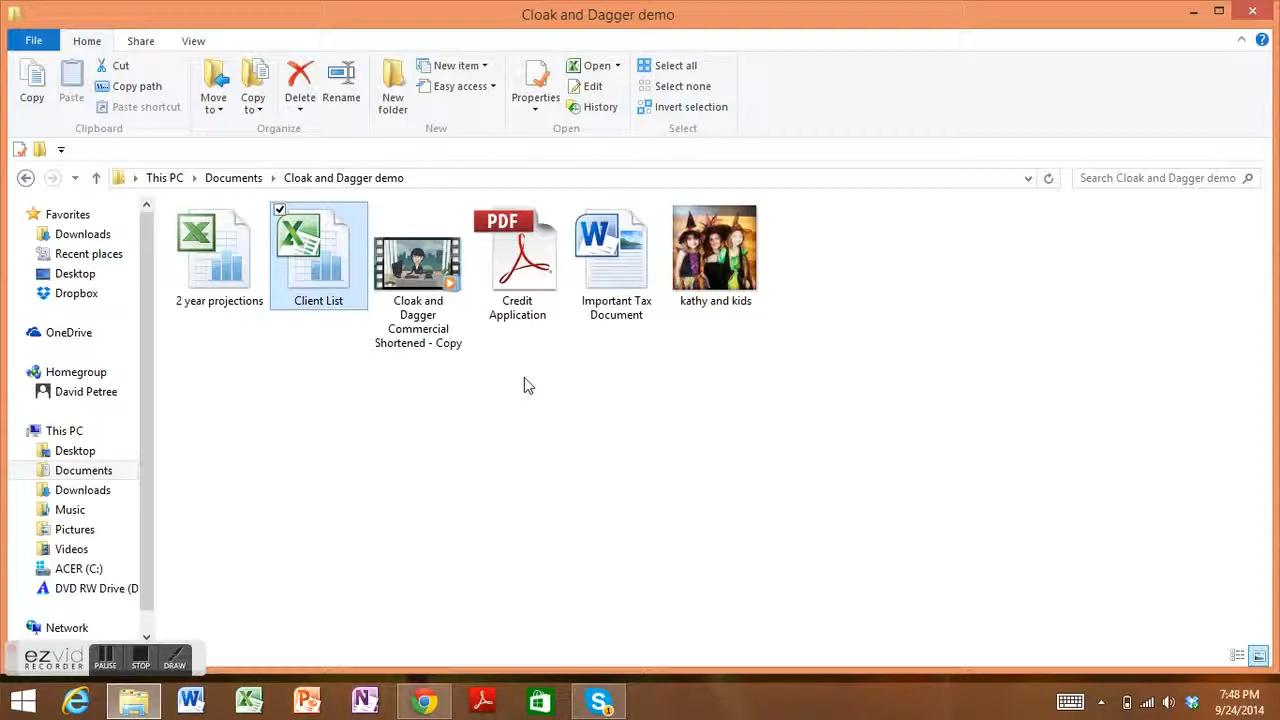 Cloak and Dagger demo
File Home Share View
Copy
Paste
Cut
Copy path
Paste shortcut
Clipboard
Move to
Copy to
Delete
Rename
Organize
New folder
New item
Easy access
New
Properties
Open
Edit
History
Open
Select all
Select none
Invert selection
Select
This PC Documents Cloak and Dagger demo
Search Cloak and Dagger demo
Favorites
Downloads
Recent places
Desktop
Dropbox
OneDrive
Homegroup
David Petree
This PC
Desktop
Documents
Downloads
Music
Pictures
Videos
ACER (C:)
DVD RW Drive (D
Network
2 year projections
Client List
Cloak and
Dagger
Commercial
Shortened - Copy
PDF
Credit
Application
Important Tax
Document
kathy and kids
ezvid
RECORDER
PAUSE STOP DRAW
7:48 PM
9/24/2014